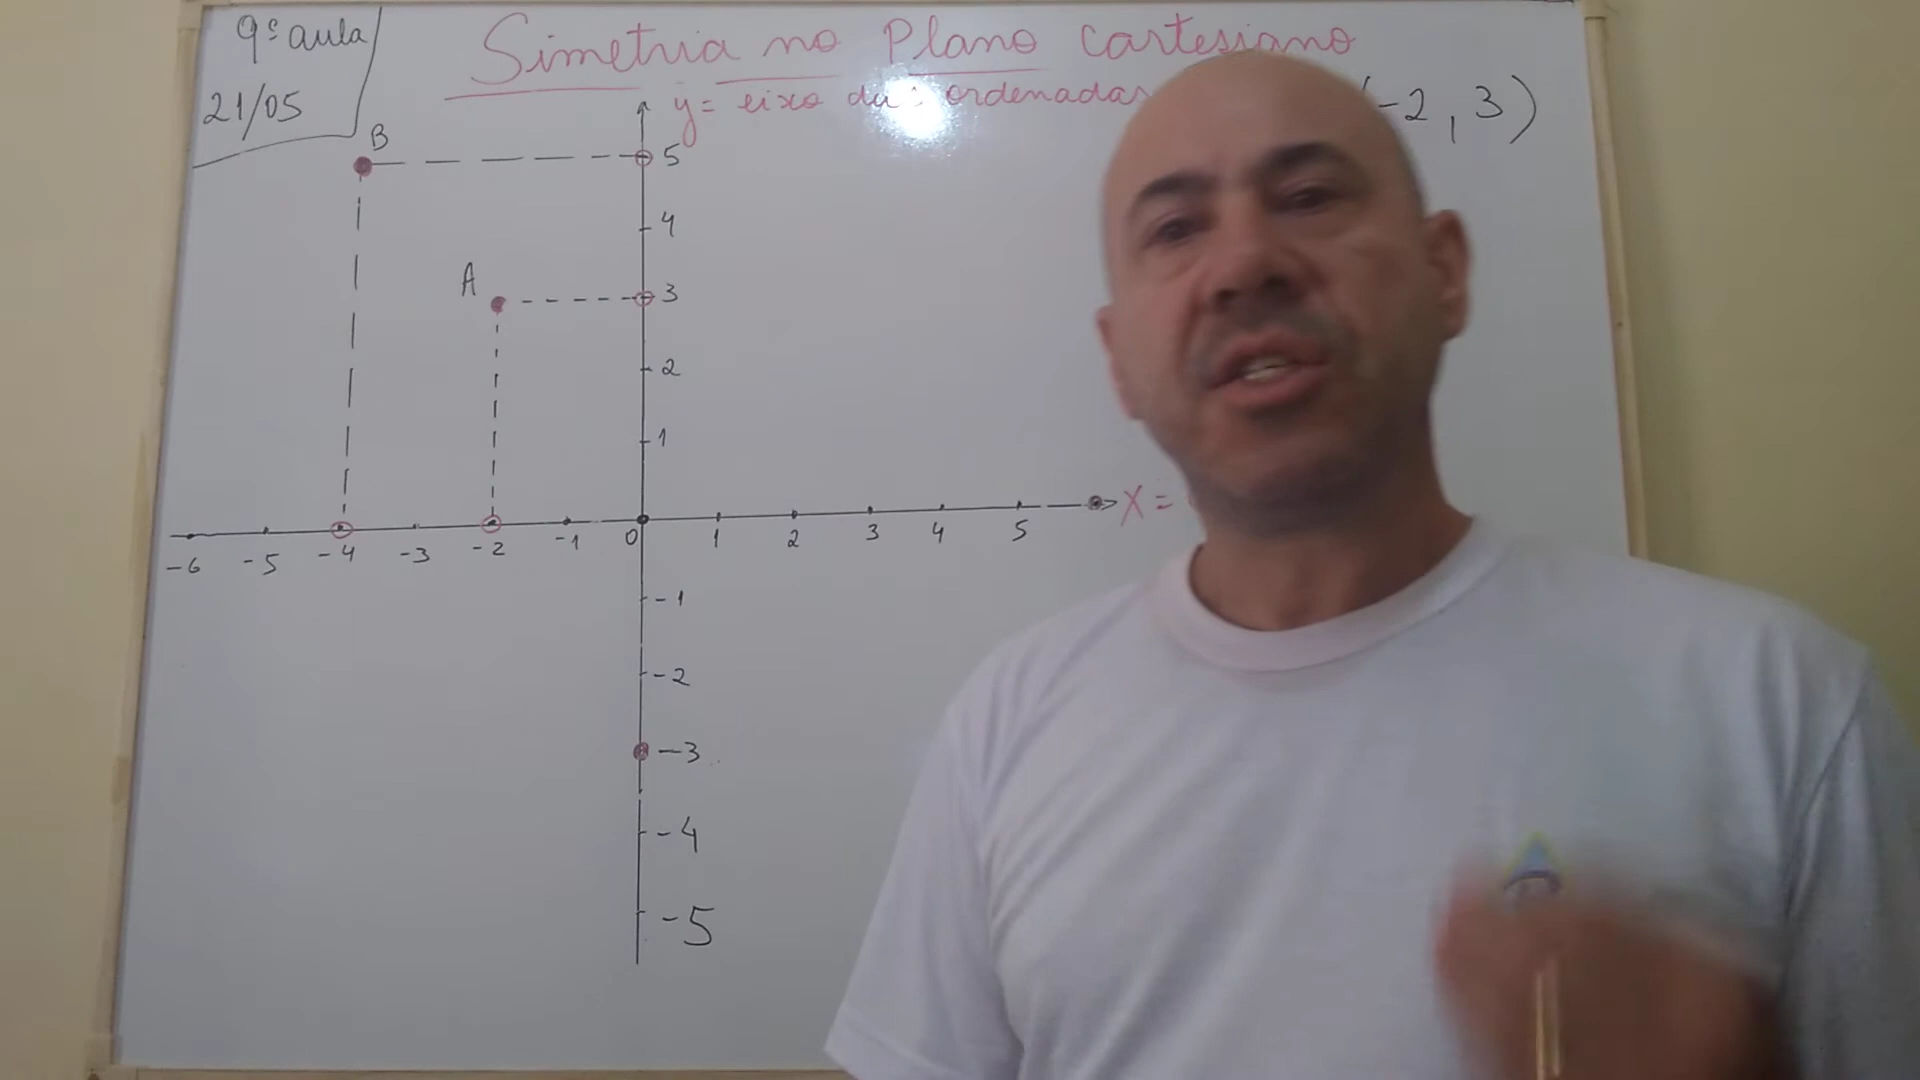 9ª aula
21/05
Simetria no Plano cartesiano
y = eixo das ordenadas
(-2, 3)
B
5
4
A
3
2
1
X =
-6 -5 -4 -3 -2 -1 0 1 2 3 4 5
-1
-2
-3
-4
-5